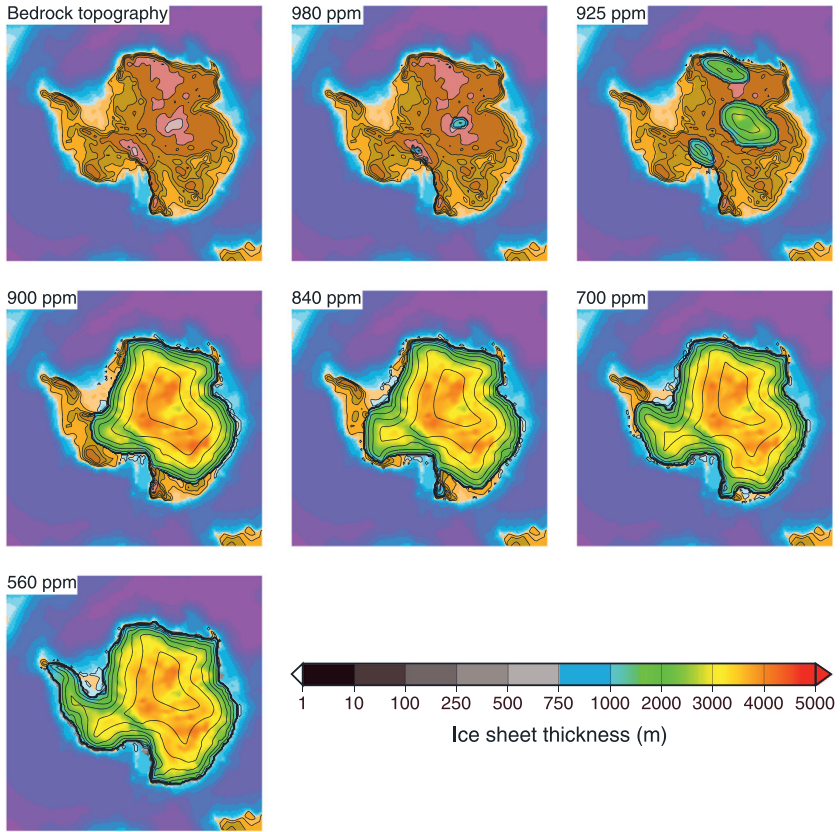 Bedrock topography
980 ppm
925 ppm
900 ppm
840 ppm
700 ppm
560 ppm
1 10 100 250 500 750 1000 2000 3000 4000 5000
Ice sheet thickness (m)